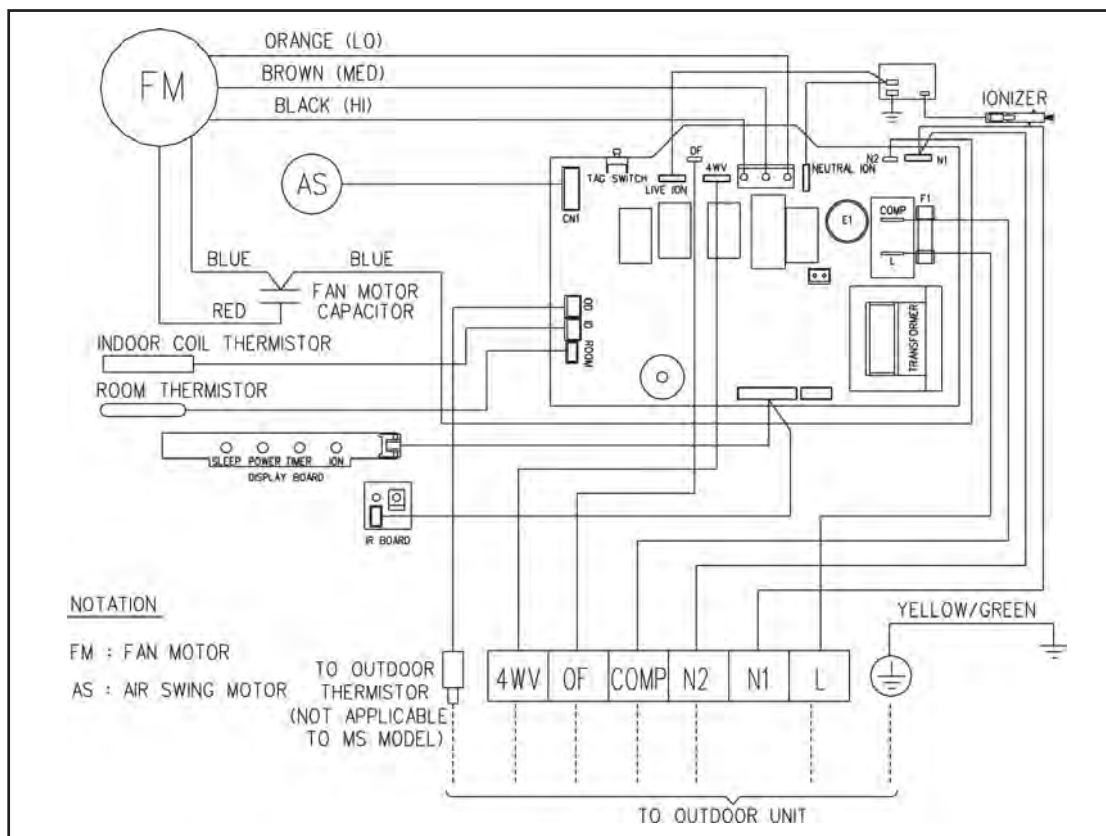 ORANGE (LO)
BROWN (MED)
BLACK (HI)
FM
IONIZER
AS
TAG SWITCH
CN1
LIVE ION
OF
4WV
NEUTRAL ION
N2
N1
COMP
F1
E1
L
BLUE
BLUE
RED
FAN MOTOR
CAPACITOR
OD
ID
ROOM
TRANSFORMER
INDOOR COIL THERMISTOR
ROOM THERMISTOR
SLEEP POWER TIMER ION
DISPLAY BOARD
IR BOARD
NOTATION
FM : FAN MOTOR
AS : AIR SWING MOTOR
TO OUTDOOR
THERMISTOR
(NOT APPLICABLE
TO MS MODEL)
4WV OF COMP N2 N1 L
YELLOW/GREEN
TO OUTDOOR UNIT